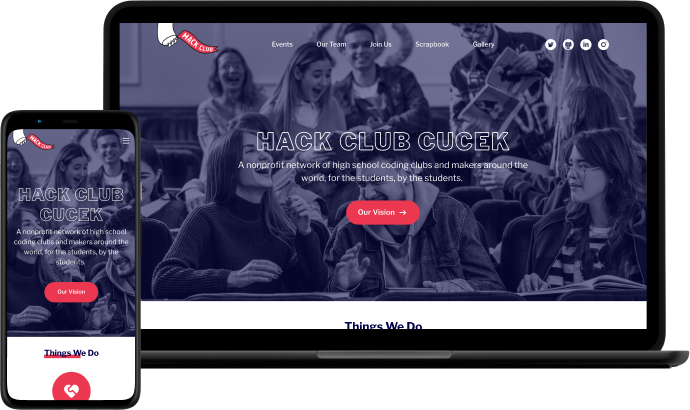 HACK CLUB
Events
Our Team
Join Us
Scrapbook
Gallery
HACK CLUB CUCEK
A nonprofit network of high school coding clubs and makers around the
world, for the students, by the students.
Our Vision →
Things We Do
HACK CLUB
HACK CLUB
CUCEK
A nonprofit network of high school
coding clubs and makers around the
world, for the students, by the
students.
Our Vision
Things We Do